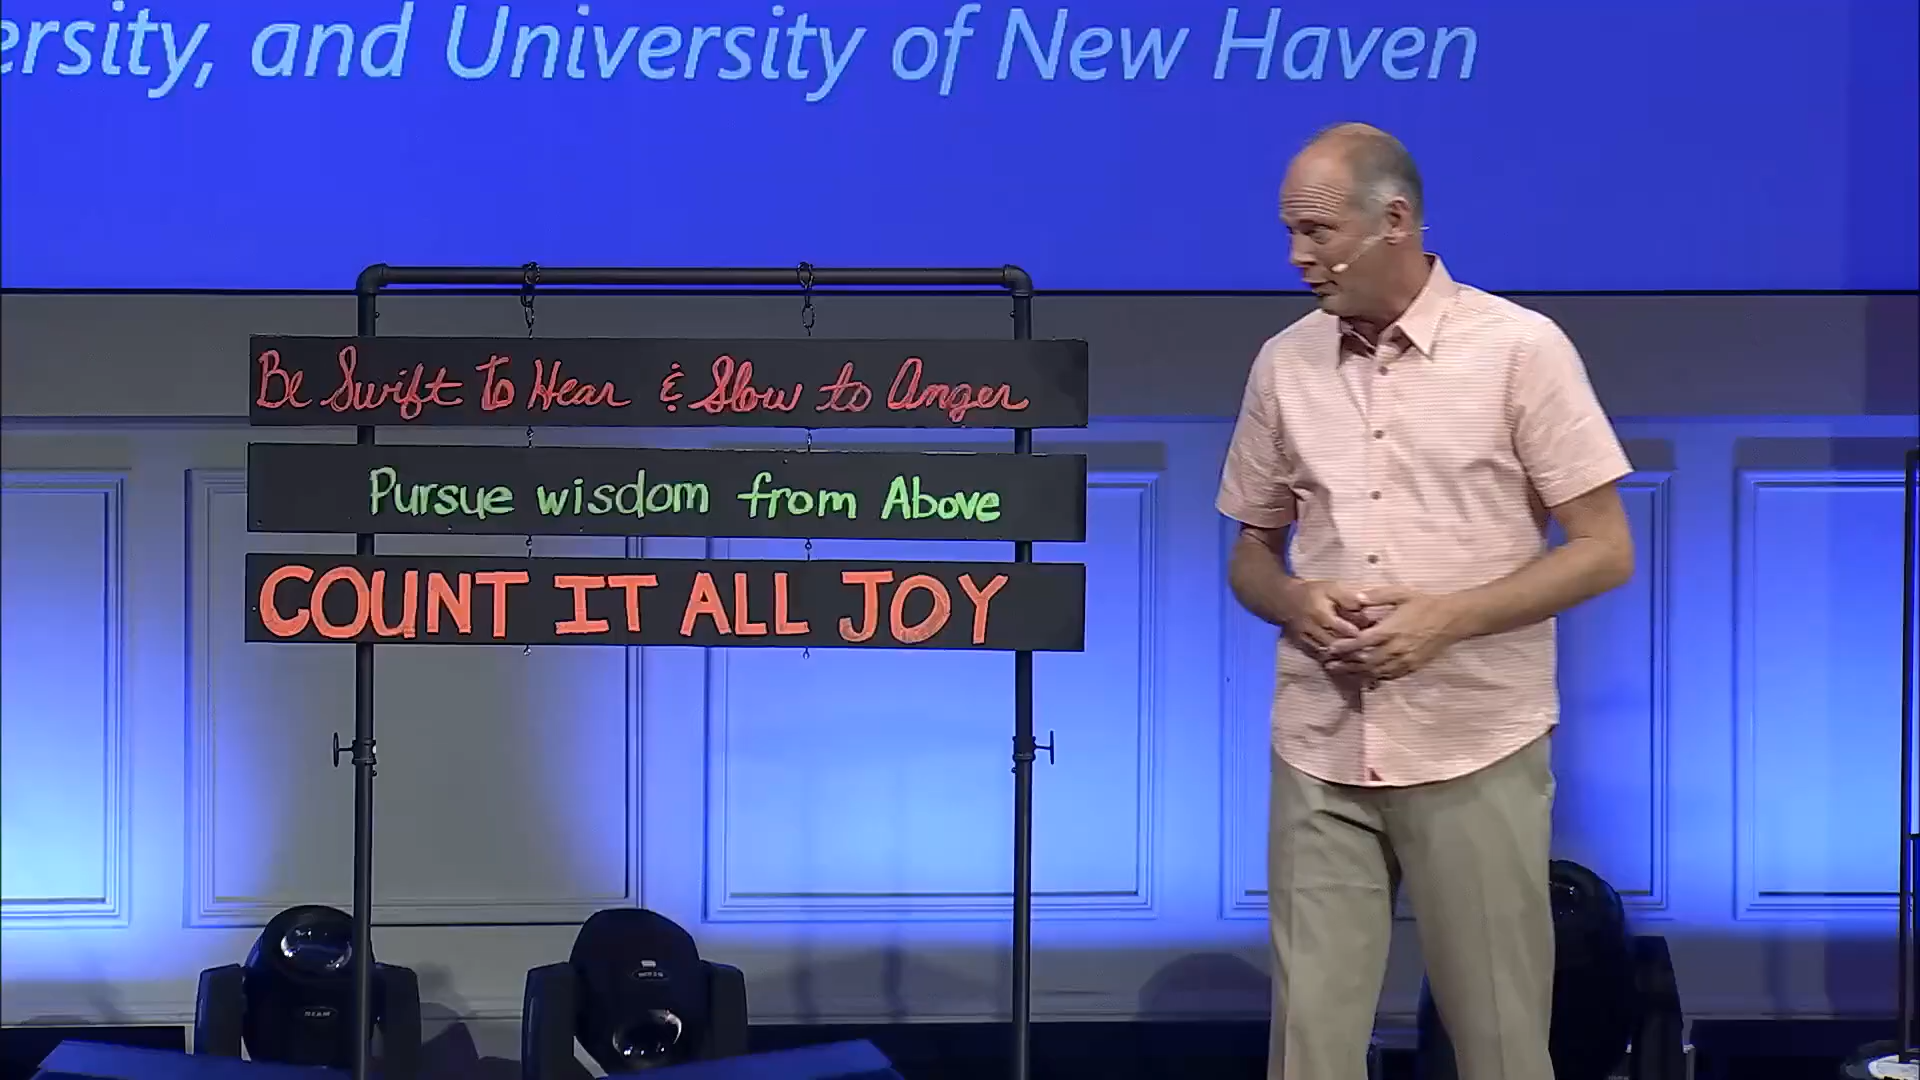 ersity, and University of New Haven
Be Swift To Hear & Slow to Anger
Pursue wisdom from Above
COUNT IT ALL JOY